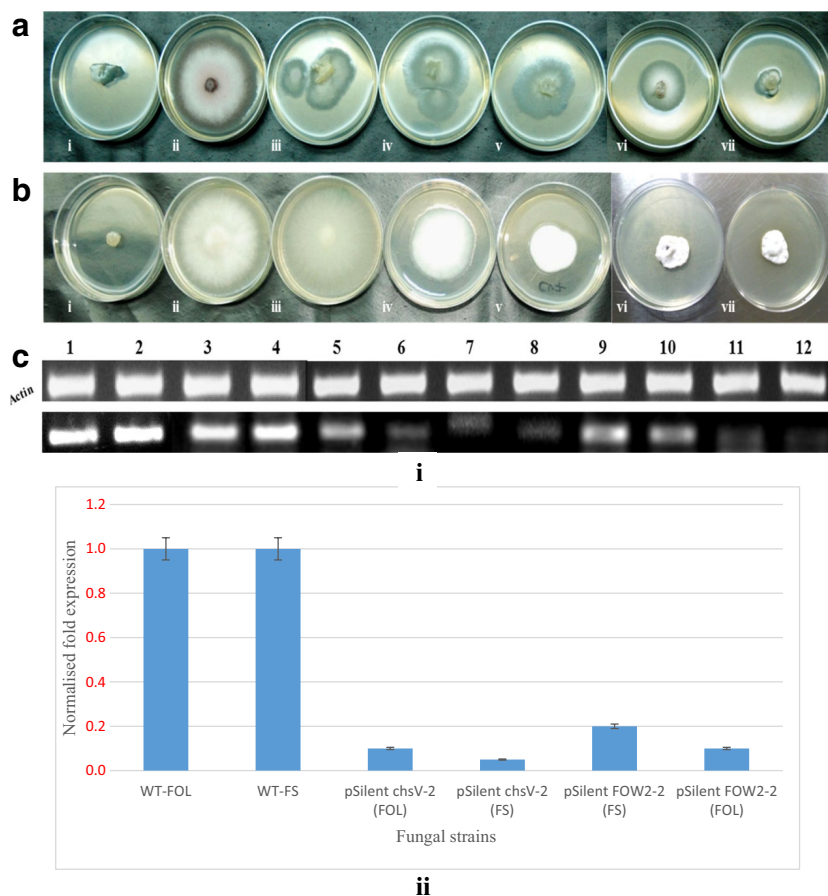 a
i ii iii iv v vi vii
b
i ii iii iv v vi vii
c
1 2 3 4 5 6 7 8 9 10 11 12
Actin
i
1.2
1.0
0.8
0.6
0.4
0.2
0.0
Normalised fold expression
WT-FOL
WT-FS
pSilent chsV-2
(FOL)
pSilent chsV-2
(FS)
pSilent FOW2-2
(FS)
pSilent FOW2-2
(FOL)
Fungal strains
ii